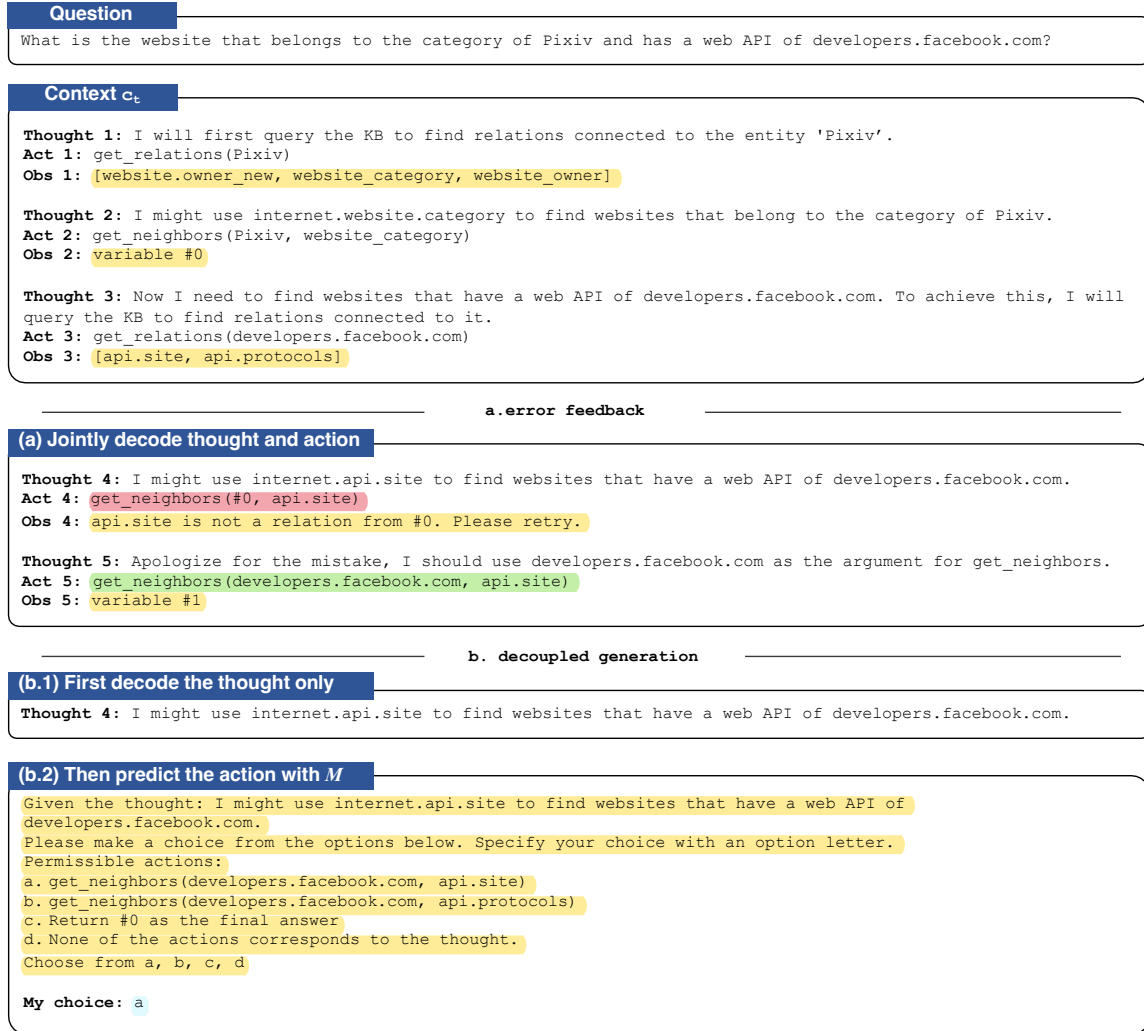 Question
What is the website that belongs to the category of Pixiv and has a web API of developers.facebook.com?
Context cₜ
Thought 1: I will first query the KB to find relations connected to the entity 'Pixiv’.
Act 1: get_relations(Pixiv)
Obs 1: [website.owner_new, website_category, website_owner]
Thought 2: I might use internet.website.category to find websites that belong to the category of Pixiv.
Act 2: get_neighbors(Pixiv, website_category)
Obs 2: variable #0
Thought 3: Now I need to find websites that have a web API of developers.facebook.com. To achieve this, I will
query the KB to find relations connected to it.
Act 3: get_relations(developers.facebook.com)
Obs 3: [api.site, api.protocols]
a.error feedback
(a) Jointly decode thought and action
Thought 4: I might use internet.api.site to find websites that have a web API of developers.facebook.com.
Act 4: get_neighbors(#0, api.site)
Obs 4: api.site is not a relation from #0. Please retry.
Thought 5: Apologize for the mistake, I should use developers.facebook.com as the argument for get_neighbors.
Act 5: get_neighbors(developers.facebook.com, api.site)
Obs 5: variable #1
b. decoupled generation
(b.1) First decode the thought only
Thought 4: I might use internet.api.site to find websites that have a web API of developers.facebook.com.
(b.2) Then predict the action with M
Given the thought: I might use internet.api.site to find websites that have a web API of
developers.facebook.com.
Please make a choice from the options below. Specify your choice with an option letter.
Permissible actions:
a. get_neighbors(developers.facebook.com, api.site)
b. get_neighbors(developers.facebook.com, api.protocols)
c. Return #0 as the final answer
d. None of the actions corresponds to the thought.
Choose from a, b, c, d
My choice: a